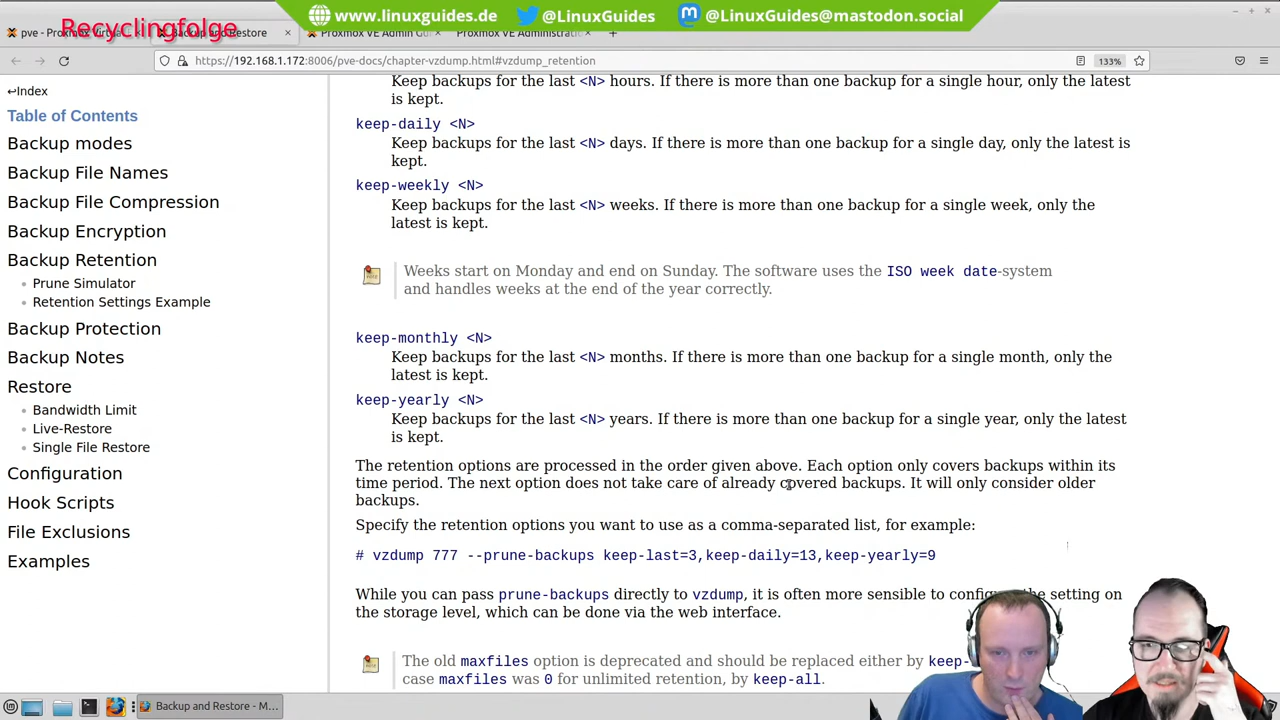 www.linuxguides.de @LinuxGuides @LinuxGuides@mastodon.social
Recyclingfolge
pve - Proxmox Virtual
Backup and Restore
Proxmox VE Admin Gu
Proxmox VE Administratio
https://192.168.1.172:8006/pve-docs/chapter-vzdump.html#vzdump_retention
133%
↩Index
Table of Contents
Backup modes
Backup File Names
Backup File Compression
Backup Encryption
Backup Retention
Prune Simulator
Retention Settings Example
Backup Protection
Backup Notes
Restore
Bandwidth Limit
Live-Restore
Single File Restore
Configuration
Hook Scripts
File Exclusions
Examples
Keep backups for the last <N> hours. If there is more than one backup for a single hour, only the latest
is kept.
keep-daily <N>
Keep backups for the last <N> days. If there is more than one backup for a single day, only the latest is
kept.
keep-weekly <N>
Keep backups for the last <N> weeks. If there is more than one backup for a single week, only the
latest is kept.
note
Weeks start on Monday and end on Sunday. The software uses the ISO week date-system
and handles weeks at the end of the year correctly.
keep-monthly <N>
Keep backups for the last <N> months. If there is more than one backup for a single month, only the
latest is kept.
keep-yearly <N>
Keep backups for the last <N> years. If there is more than one backup for a single year, only the latest
is kept.
The retention options are processed in the order given above. Each option only covers backups within its
time period. The next option does not take care of already covered backups. It will only consider older
backups.
Specify the retention options you want to use as a comma-separated list, for example:
# vzdump 777 --prune-backups keep-last=3,keep-daily=13,keep-yearly=9
While you can pass prune-backups directly to vzdump, it is often more sensible to configure the setting on
the storage level, which can be done via the web interface.
note
The old maxfiles option is deprecated and should be replaced either by keep-
case maxfiles was 0 for unlimited retention, by keep-all.
Backup and Restore - M...